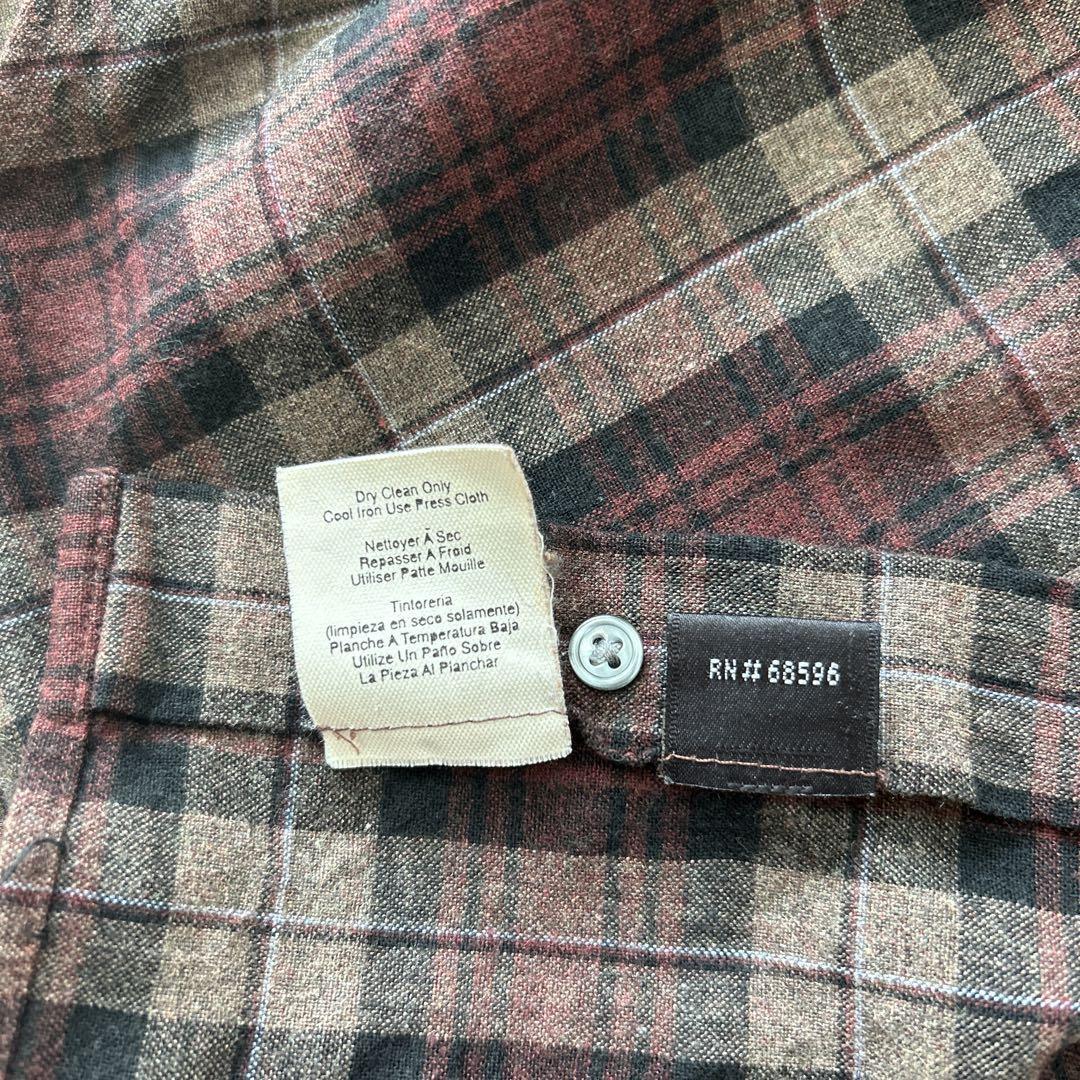 Dry Clean Only
Cool Iron Use Press Cloth
Nettoyer À Sec
Repasser A Froid
Utiliser Patte Mouille
Tintoreria
(limpieza en seco solamente)
Planche A Temperatura Baja
Utilize Un Paño Sobre
La Pieza Al Planchar
RN# 68596